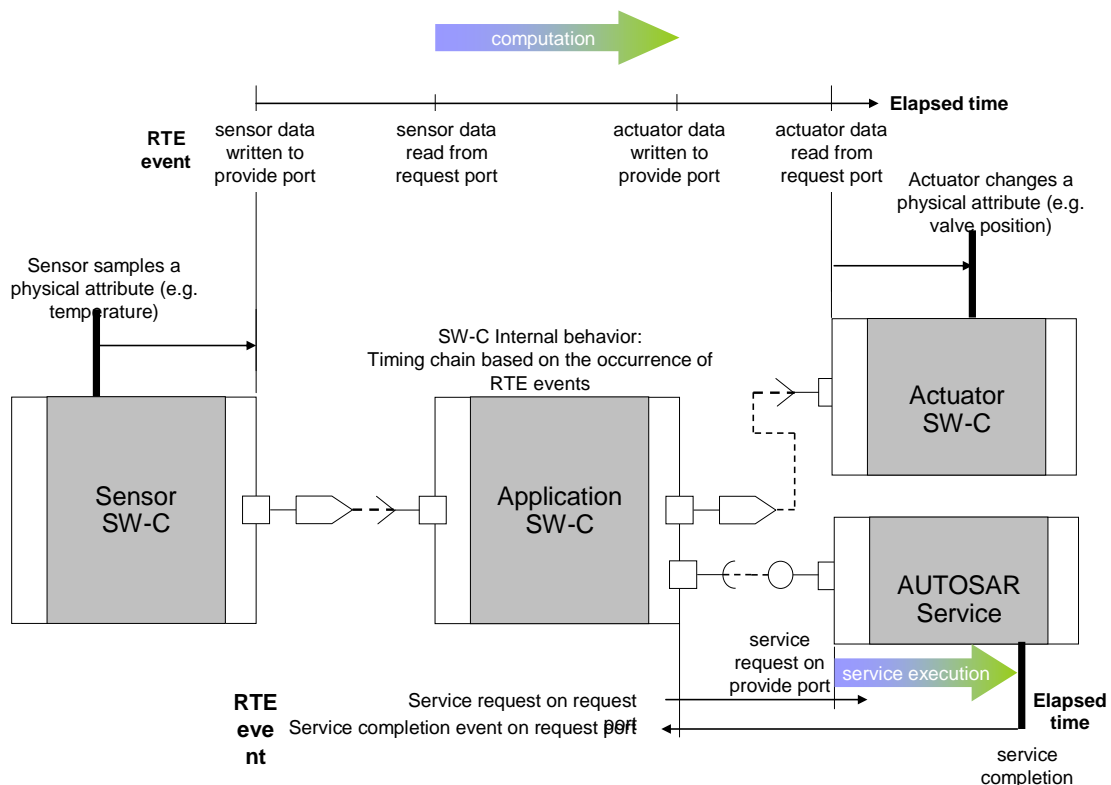 computation
Elapsed time
RTE
event
sensor data
written to
provide port
sensor data
read from
request port
actuator data
written to
provide port
actuator data
read from
request port
Actuator changes a
physical attribute (e.g.
valve position)
Sensor samples a
physical attribute (e.g.
temperature)
SW-C Internal behavior:
Timing chain based on the occurrence of
RTE events
Sensor
SW-C
Application
SW-C
Actuator
SW-C
AUTOSAR
Service
service
request on
provide port
service execution
RTE
eve
nt
Service request on request
port
Service completion event on request port
Elapsed
time
service
completion